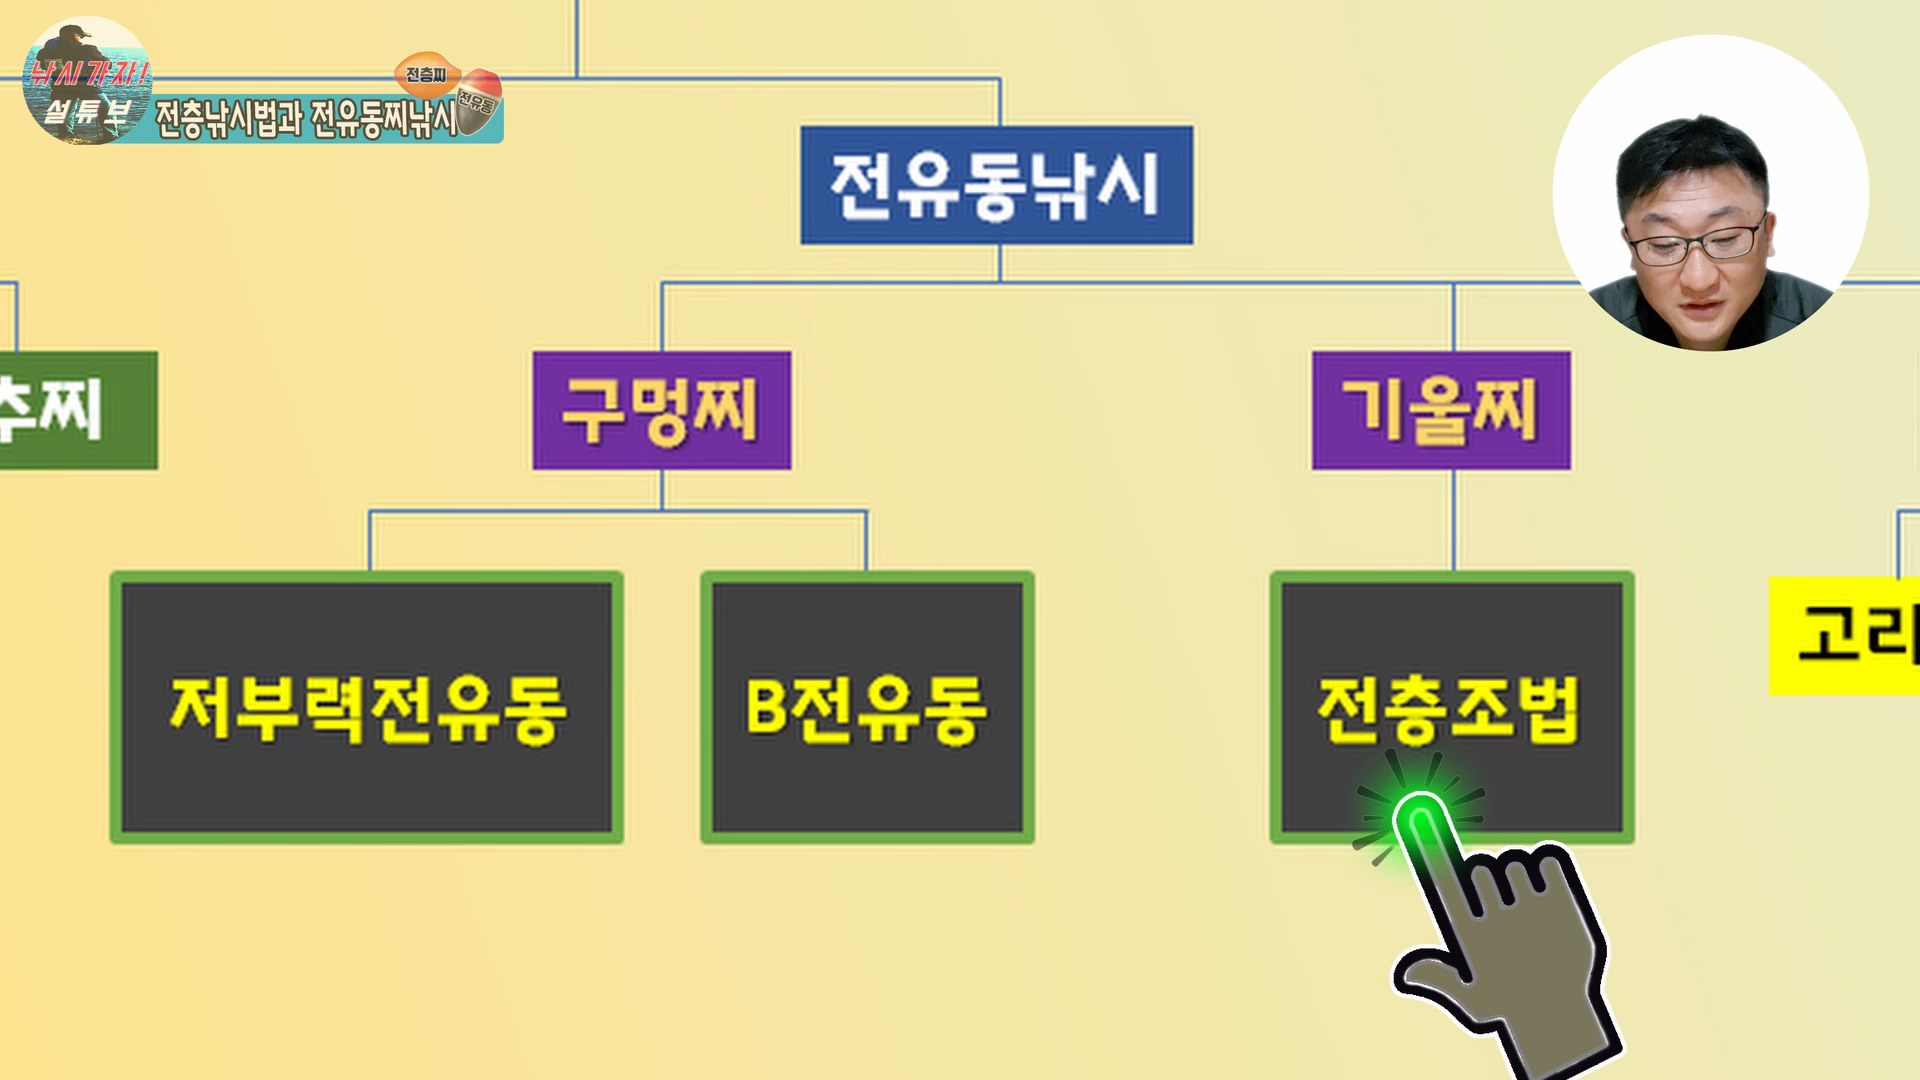 낚시가자!
설튜브
전층찌
전유동
전층낚시법과 전유동찌낚시
전유동낚시
추찌
구멍찌
기울찌
고리
저부력전유동
B전유동
전층조법